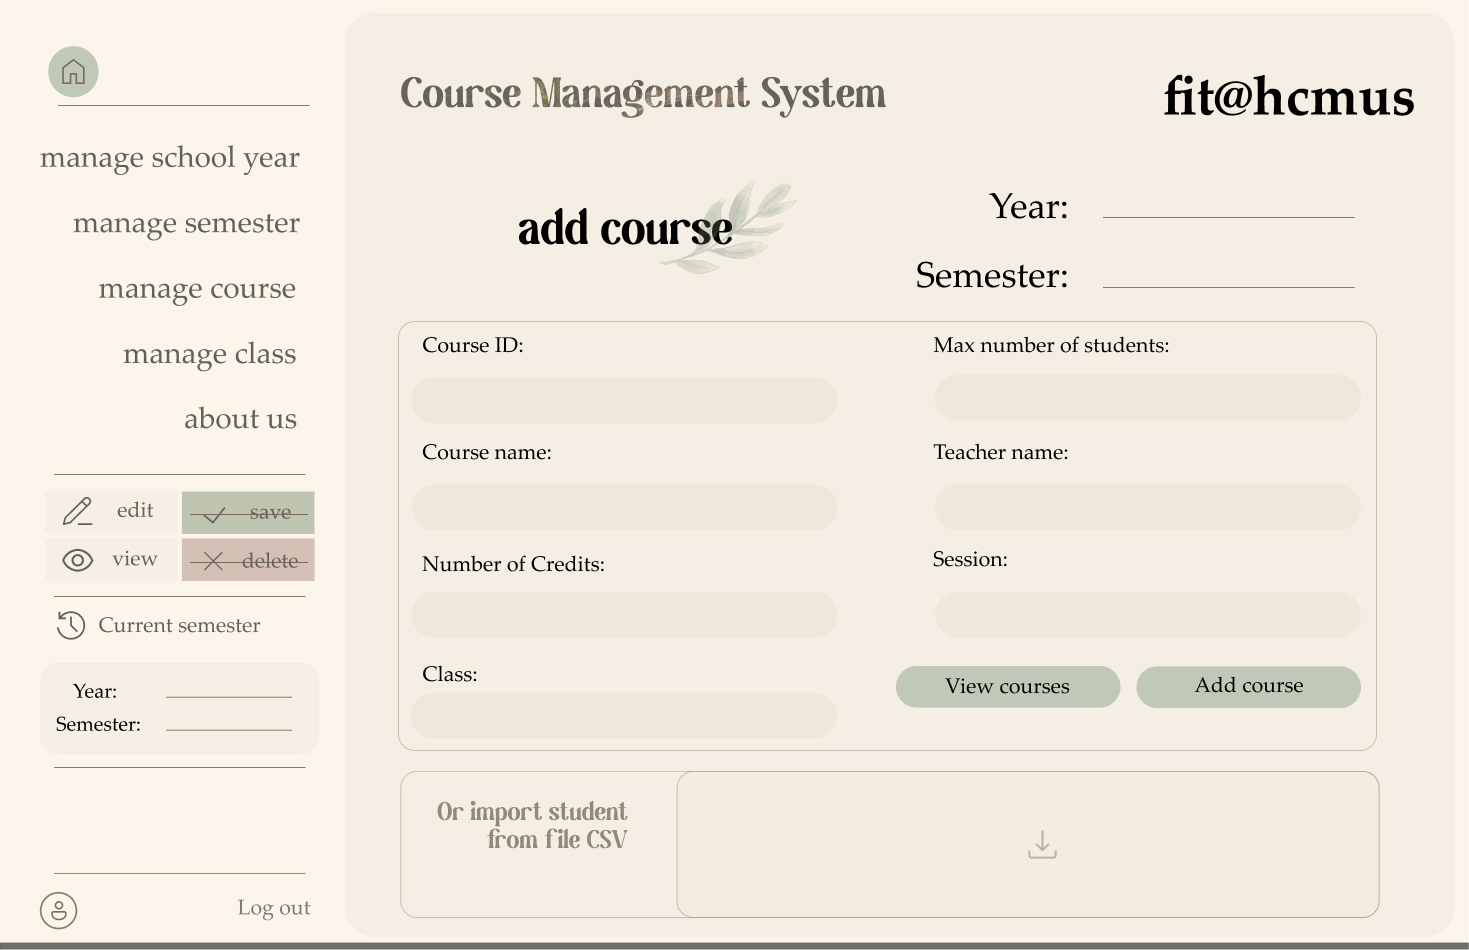 Course Management System
fit@hcmus
manage school year
manage semester
manage course
manage class
about us
edit
save
view
delete
Current semester
Year:
Semester:
Log out
add course
Year:
Semester:
Course ID:
Course name:
Number of Credits:
Class:
Max number of students:
Teacher name:
Session:
View courses
Add course
Or import student
from file CSV